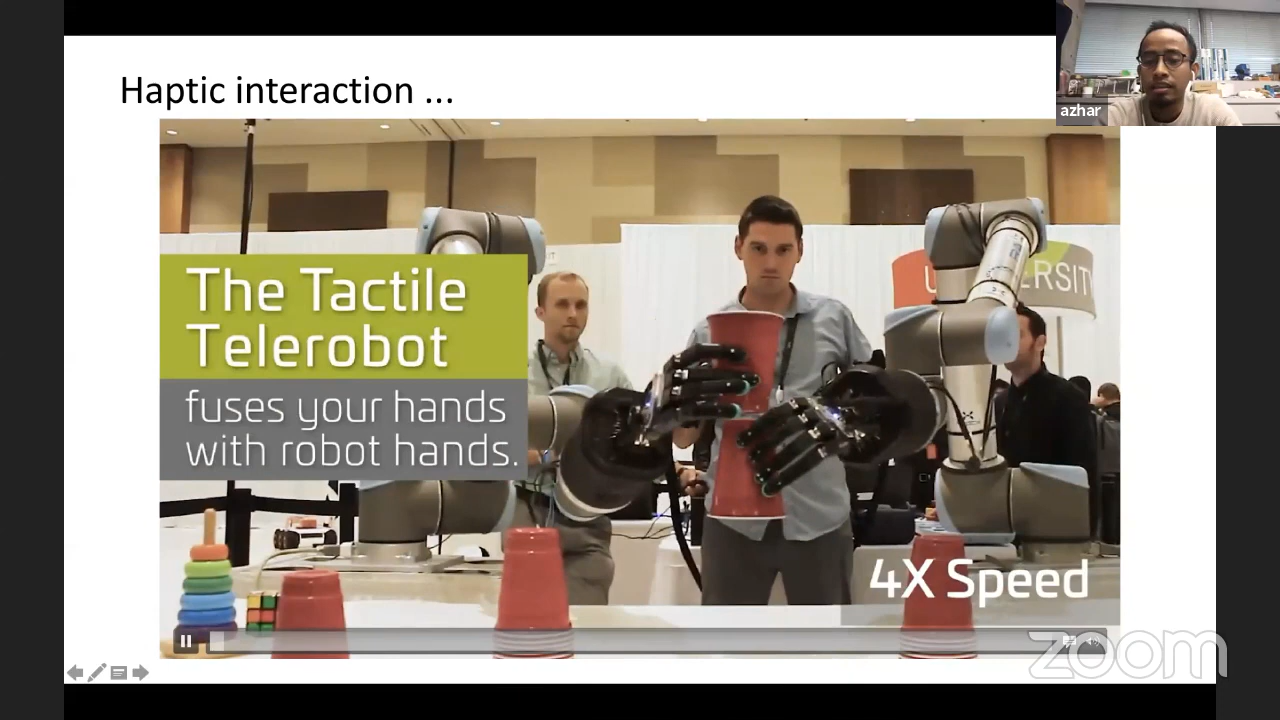 Haptic interaction ...
azhar
The Tactile
Telerobot
fuses your hands
with robot hands.
4X Speed
zoom